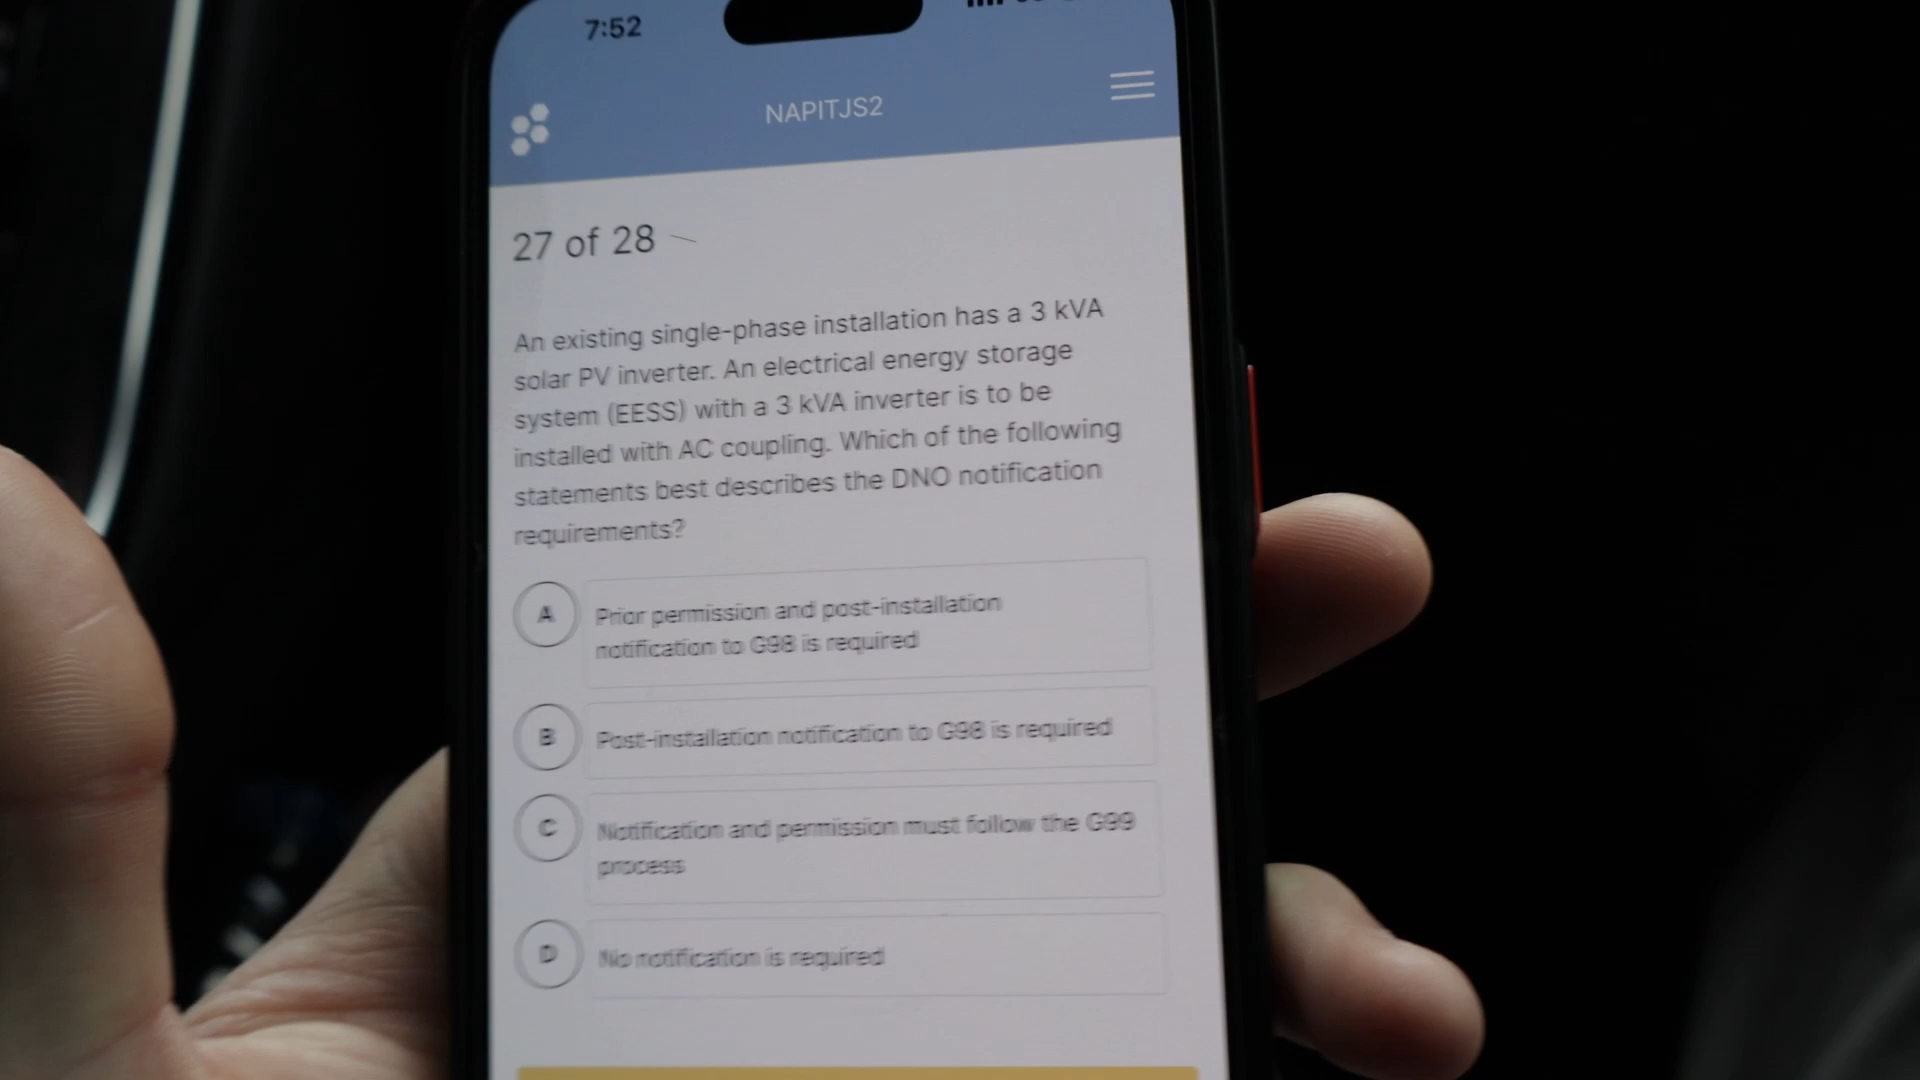 7:52
NAPITJS2
27 of 28
An existing single-phase installation has a 3 kVA
solar PV inverter. An electrical energy storage
system (EESS) with a 3 kVA inverter is to be
installed with AC coupling. Which of the following
statements best describes the DNO notification
requirements?
A
Prior permission and post-installation
notification to G98 is required
B
Post-installation notification to G98 is required
C
Notification and permission must follow the G99
process
D
No notification is required